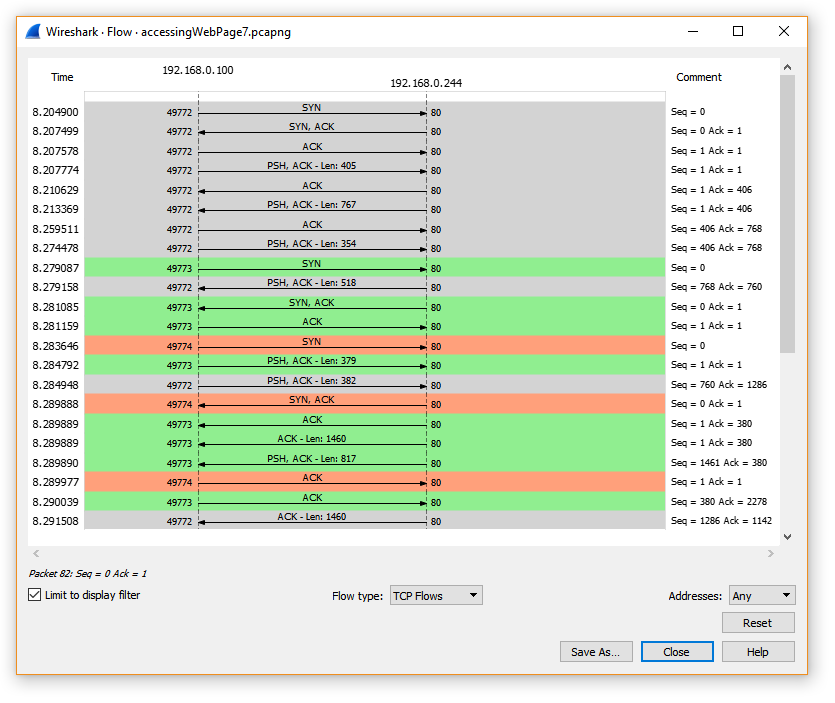 Wireshark · Flow · accessingWebPage7.pcapng
192.168.0.100
Time 192.168.0.244 Comment
8.204900 49772 SYN 80 Seq = 0
8.207499 49772 SYN, ACK 80 Seq = 0 Ack = 1
8.207578 49772 ACK 80 Seq = 1 Ack = 1
8.207774 49772 PSH, ACK - Len: 405 80 Seq = 1 Ack = 1
8.210629 49772 ACK 80 Seq = 1 Ack = 406
8.213369 49772 PSH, ACK - Len: 767 80 Seq = 1 Ack = 406
8.259511 49772 ACK 80 Seq = 406 Ack = 768
8.274478 49772 PSH, ACK - Len: 354 80 Seq = 406 Ack = 768
8.279087 49773 SYN 80 Seq = 0
8.279158 49772 PSH, ACK - Len: 518 80 Seq = 768 Ack = 760
8.281085 49773 SYN, ACK 80 Seq = 0 Ack = 1
8.281159 49773 ACK 80 Seq = 1 Ack = 1
8.283646 49774 SYN 80 Seq = 0
8.284792 49773 PSH, ACK - Len: 379 80 Seq = 1 Ack = 1
8.284948 49772 PSH, ACK - Len: 382 80 Seq = 760 Ack = 1286
8.289888 49774 SYN, ACK 80 Seq = 0 Ack = 1
8.289889 49773 ACK 80 Seq = 1 Ack = 380
8.289889 49773 ACK - Len: 1460 80 Seq = 1 Ack = 380
8.289890 49773 PSH, ACK - Len: 817 80 Seq = 1461 Ack = 380
8.289977 49774 ACK 80 Seq = 1 Ack = 1
8.290039 49773 ACK 80 Seq = 380 Ack = 2278
8.291508 49772 ACK - Len: 1460 80 Seq = 1286 Ack = 1142
Packet 82: Seq = 0 Ack = 1
Limit to display filter Flow type: TCP Flows Addresses: Any
Reset
Save As... Close Help